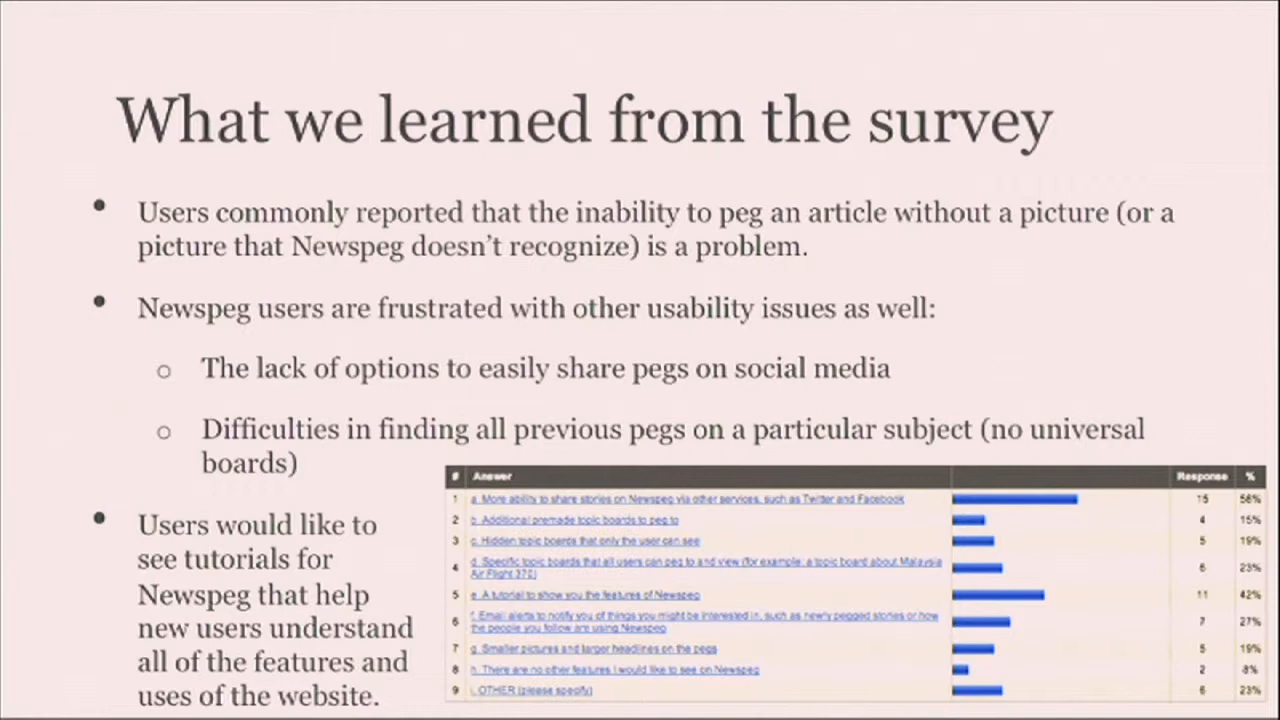 What we learned from the survey
• Users commonly reported that the inability to peg an article without a picture (or a
picture that Newspeg doesn’t recognize) is a problem.
• Newspeg users are frustrated with other usability issues as well:
o The lack of options to easily share pegs on social media
o Difficulties in finding all previous pegs on a particular subject (no universal
boards)
• Users would like to
see tutorials for
Newspeg that help
new users understand
all of the features and
uses of the website.
# Answer Response %
1 a. More ability to share stories on Newspeg via other services, such as Twitter and Facebook 15 58%
2 b. Additional premade topic boards to peg to 4 15%
3 c. Hidden topic boards that only the user can see 5 19%
4 d. Specific topic boards that all users can peg to and view (for example: a topic board about Malaysia
Air Flight 370) 6 23%
5 e. A tutorial to show you the features of Newspeg 11 42%
6 f. Email alerts to notify you of things you might be interested in, such as newly pegged stories or how
the people you follow are using Newspeg 7 27%
7 g. Smaller pictures and larger headlines on the pegs 5 19%
8 h. There are no other features I would like to see on Newspeg 2 8%
9 i. OTHER (please specify) 6 23%